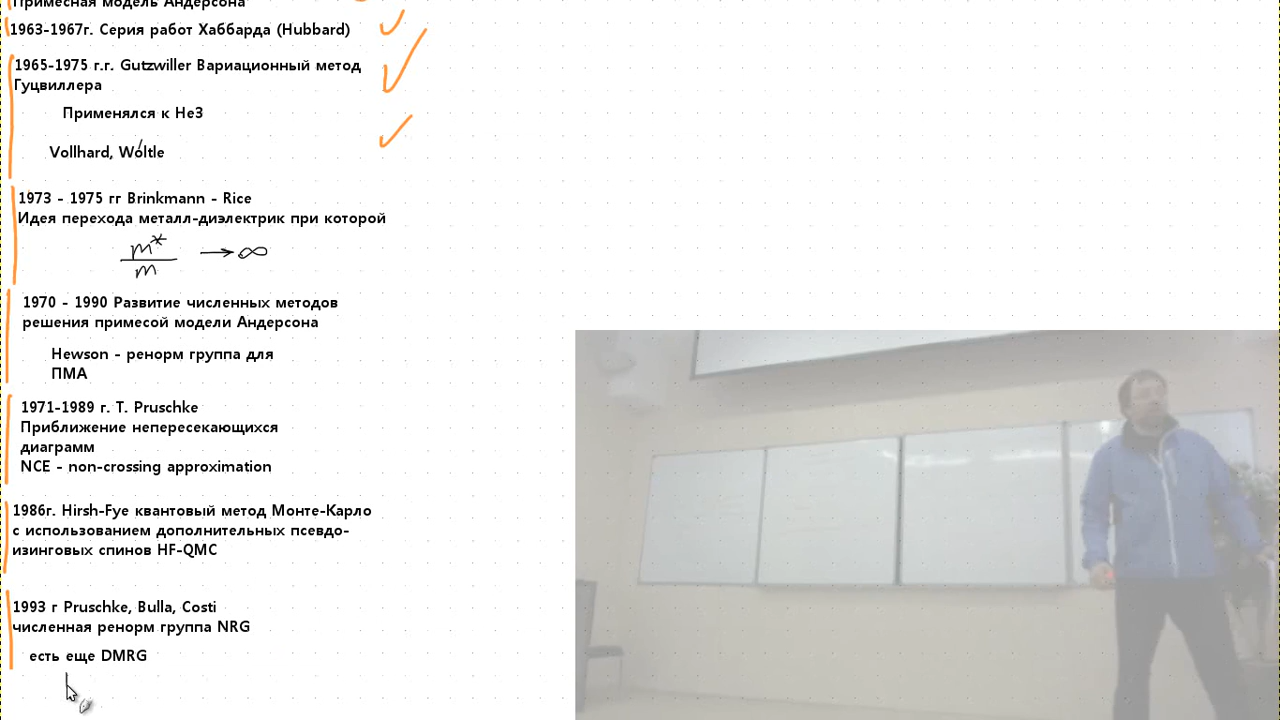 Примесная модель Андерсона
1963-1967г. Серия работ Хаббарда (Hubbard)
1965-1975 г.г. Gutzwiller Вариационный метод
Гуцвиллера
Применялся к He3
Vollhard, Woltle
1973 - 1975 гг Brinkmann - Rice
Идея перехода металл-диэлектрик при которой
m*/m → ∞
1970 - 1990 Развитие численных методов
решения примесой модели Андерсона
Hewson - ренорм группа для
ПМА
1971-1989 г. T. Pruschke
Приближение непересекающихся
диаграмм
NCE - non-crossing approximation
1986г. Hirsh-Fye квантовый метод Монте-Карло
с использованием дополнительных псевдо-
изинговых спинов HF-QMC
1993 г Pruschke, Bulla, Costi
численная ренорм группа NRG
есть еще DMRG